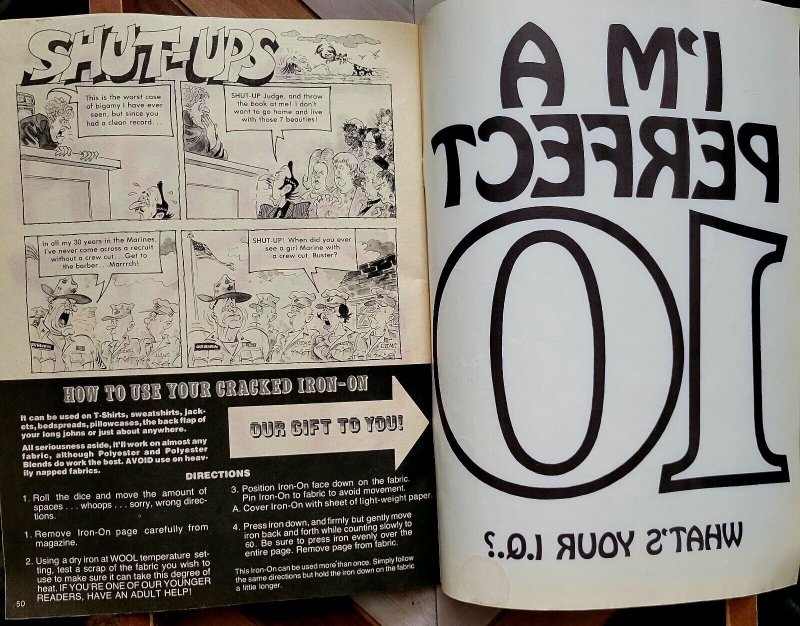 SHUT-UPS
This is the worst case
of bigamy I have ever
seen, but since you
had a clean record . . .
SHUT-UP Judge, and throw
the book at me! I don't
want to go home and live
with those 7 beauties!
In all my 30 years in the Marines,
I've never come across a recruit
without a crew cut . . . Get to
the barber . . . Marrrch!
SHUT-UP! When did you ever
see a girl Marine with
a crew cut, Buster?
HOW TO USE YOUR CRACKED IRON-ON
It can be used on T-Shirts, sweatshirts, jack-
ets, bedspreads, pillowcases, the back flap of
your long johns or just about anywhere.
All seriousness aside, it'll work on almost any
fabric, although Polyester and Polyester
Blends do work the best. AVOID use on heav-
ily napped fabrics.
OUR GIFT TO YOU!
DIRECTIONS
1. Roll the dice and move the amount of
spaces . . . whoops . . . sorry, wrong direc-
tions.
1. Remove Iron-On page carefully from
magazine.
2. Using a dry iron at WOOL temperature set-
ting, test a scrap of the fabric you wish to
use to make sure it can take this degree of
heat. IF YOU'RE ONE OF OUR YOUNGER
READERS, HAVE AN ADULT HELP!
3. Position Iron-On face down on the fabric.
Pin Iron-On to fabric to avoid movement.
A. Cover Iron-On with sheet of light-weight paper.
4. Press iron down, and firmly but gently move
iron back and forth while counting slowly to
60. Be sure to press iron evenly over the
entire page. Remove page from fabric.
This Iron-On can be used more than once. Simply follow
the same directions but hold the iron down on the fabric
a little longer.
50
I'M A
PERFECT
10
WHAT'S YOUR I.Q.?